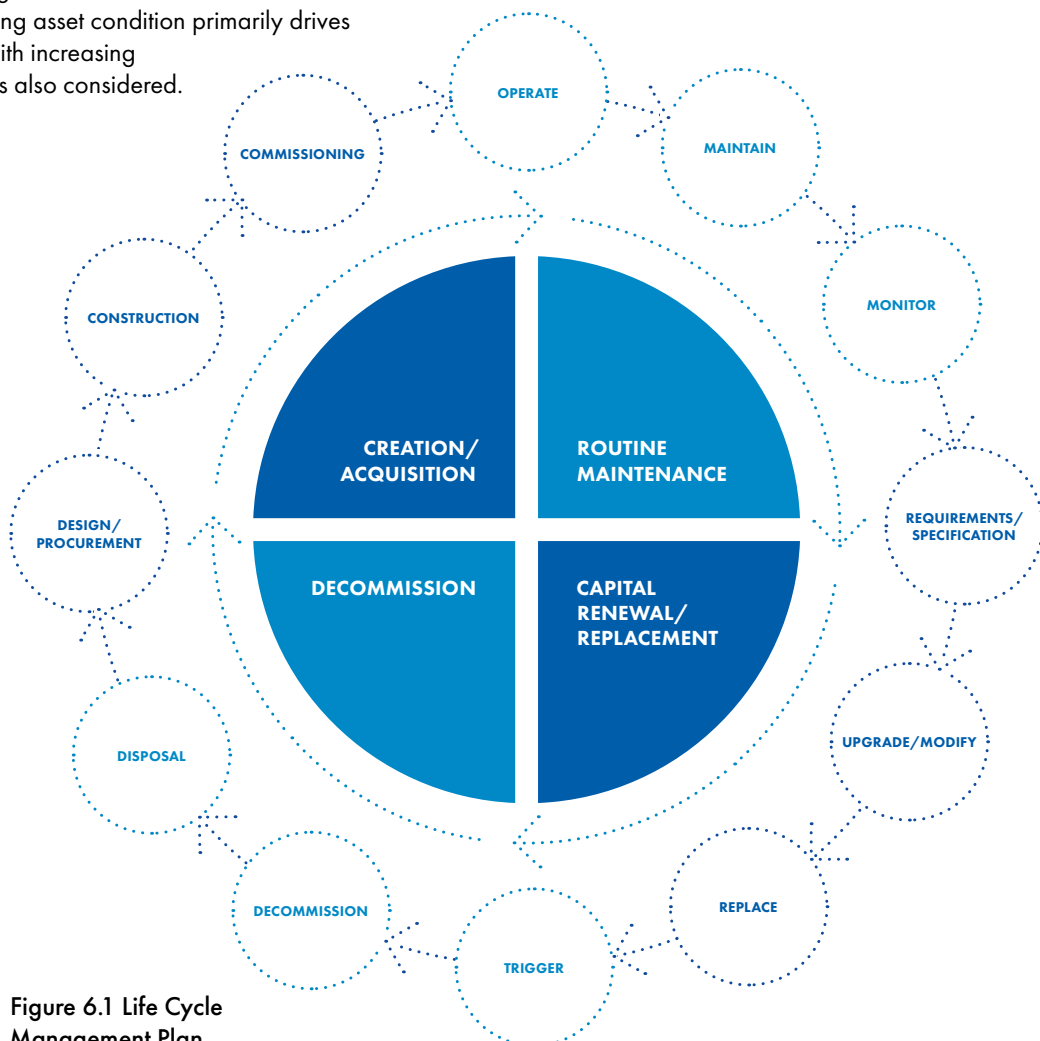 ng asset condition primarily drives
ith increasing
s also considered.
OPERATE
COMMISSIONING
MAINTAIN
CONSTRUCTION
MONITOR
CREATION/
ACQUISITION
ROUTINE
MAINTENANCE
DESIGN/
PROCUREMENT
REQUIREMENTS/
SPECIFICATION
DECOMMISSION
CAPITAL
RENEWAL/
REPLACEMENT
DISPOSAL
UPGRADE/MODIFY
DECOMMISSION
REPLACE
TRIGGER
Figure 6.1 Life Cycle
Management Plan